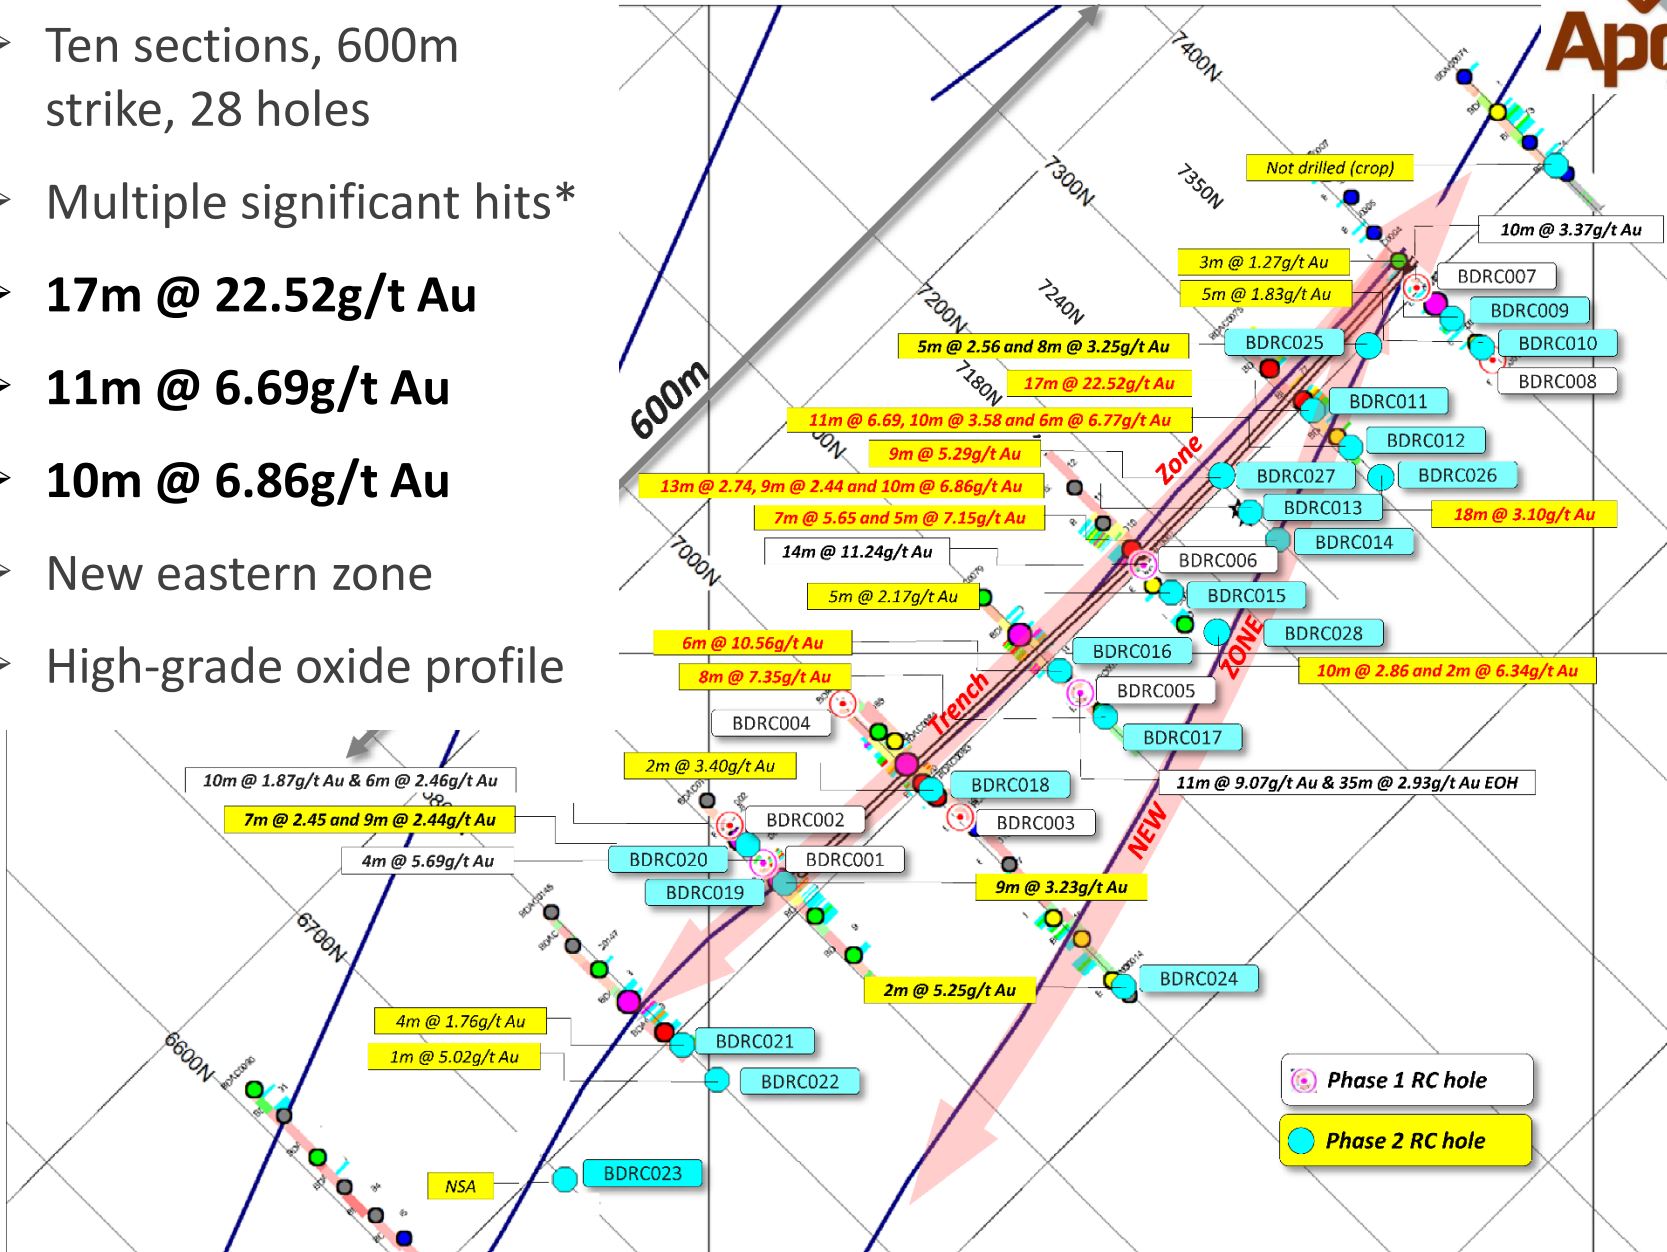 Ten sections, 600m
strike, 28 holes
Multiple significant hits*
17m @ 22.52g/t Au
11m @ 6.69g/t Au
10m @ 6.86g/t Au
New eastern zone
High-grade oxide profile
7400N
7300N
7350N
Not drilled (crop)
10m @ 3.37g/t Au
3m @ 1.27g/t Au
BDRC007
5m @ 1.83g/t Au
7240N
7200N
BDRC009
5m @ 2.56 and 8m @ 3.25g/t Au
BDRC025
BDRC010
7180N
17m @ 22.52g/t Au
BDRC008
600m
11m @ 6.69, 10m @ 3.58 and 6m @ 6.77g/t Au
BDRC011
BDRC012
9m @ 5.29g/t Au
Zone
BDRC027
BDRC026
13m @ 2.74, 9m @ 2.44 and 10m @ 6.86g/t Au
BDRC013
7m @ 5.65 and 5m @ 7.15g/t Au
18m @ 3.10g/t Au
BDRC014
14m @ 11.24g/t Au
BDRC006
7000N
5m @ 2.17g/t Au
BDRC015
BDRC028
6m @ 10.56g/t Au
BDRC016
ZONE
10m @ 2.86 and 2m @ 6.34g/t Au
8m @ 7.35g/t Au
BDRC005
Trench
BDRC004
BDRC017
2m @ 3.40g/t Au
10m @ 1.87g/t Au & 6m @ 2.46g/t Au
BDRC018
11m @ 9.07g/t Au & 35m @ 2.93g/t Au EOH
7m @ 2.45 and 9m @ 2.44g/t Au
BDRC002
BDRC003
NEW
4m @ 5.69g/t Au
BDRC020
BDRC001
BDRC019
9m @ 3.23g/t Au
6700N
2m @ 5.25g/t Au
BDRC024
4m @ 1.76g/t Au
BDRC021
6600N
1m @ 5.02g/t Au
BDRC022
Phase 1 RC hole
Phase 2 RC hole
NSA
BDRC023